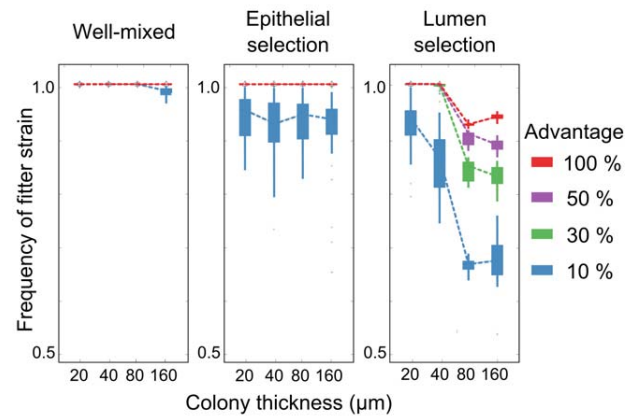 Well-mixed
Epithelial
selection
Lumen
selection
Frequency of fitter strain
1.0
0.5
20 40 80 160
1.0
0.5
20 40 80 160
1.0
0.5
20 40 80 160
Colony thickness (µm)
Advantage
100 %
50 %
30 %
10 %